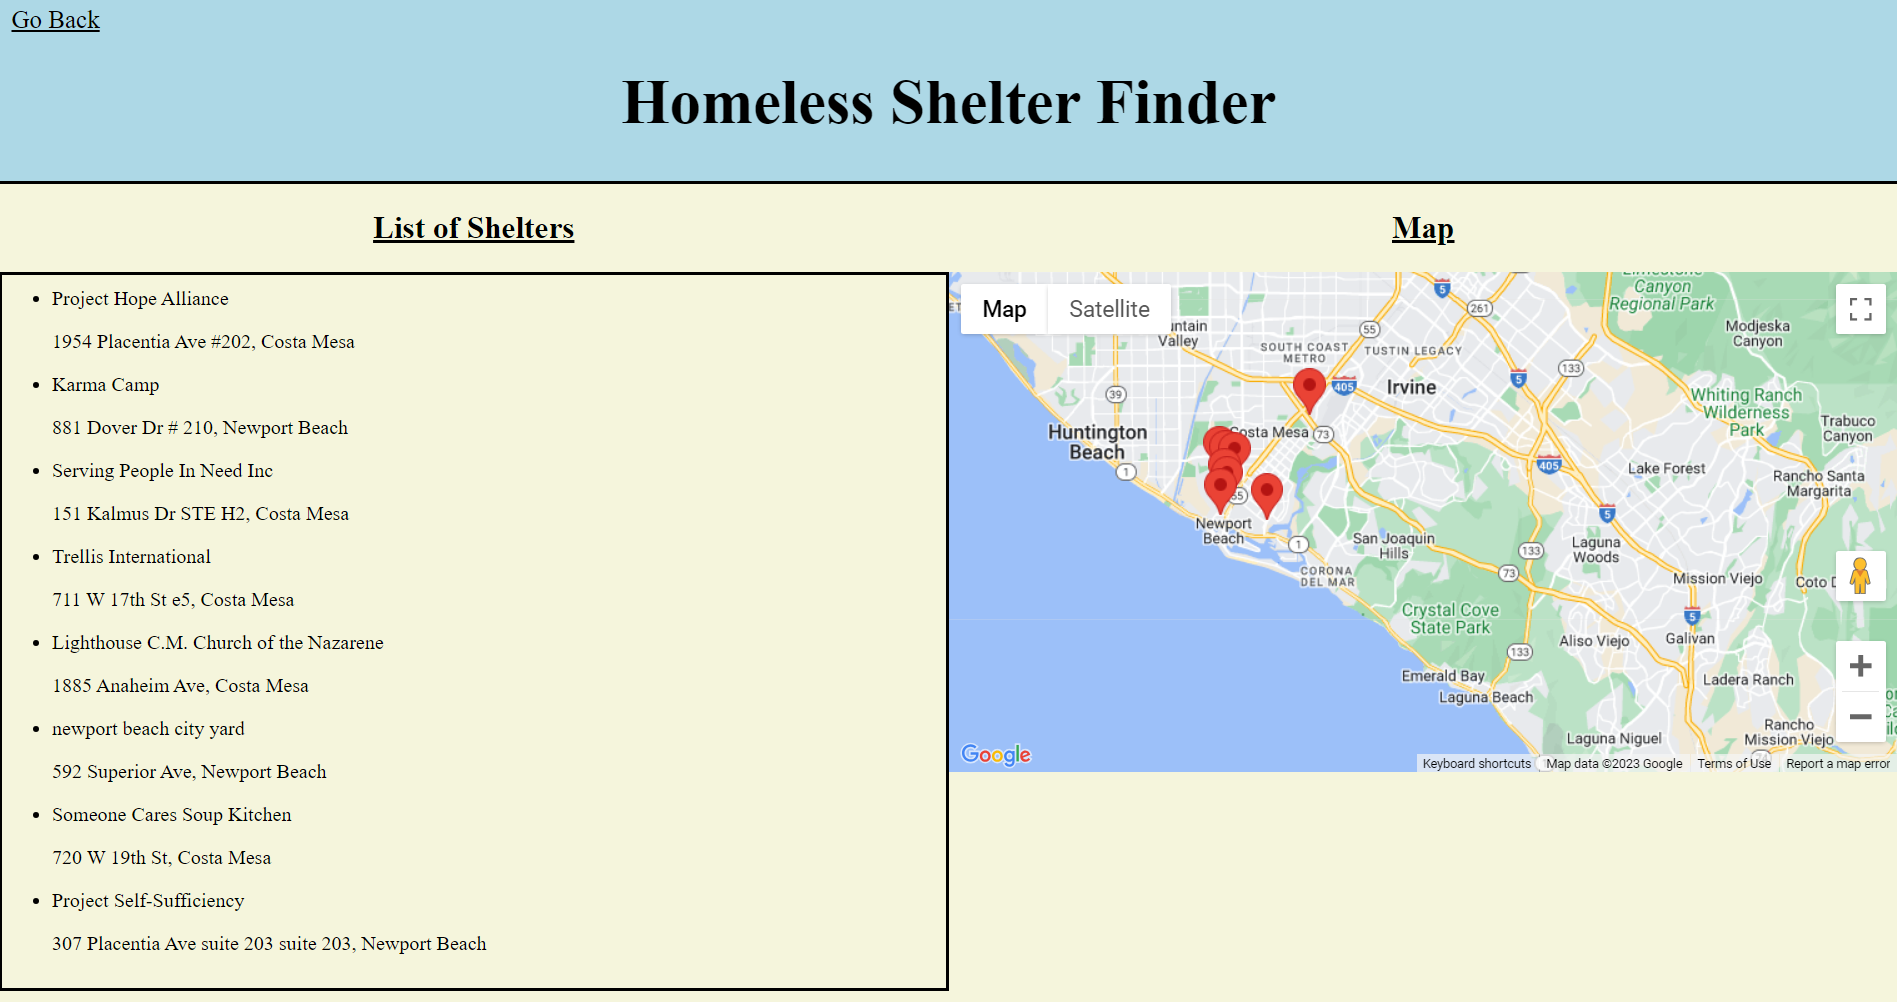 Go Back
Homeless Shelter Finder
List of Shelters
Project Hope Alliance
1954 Placentia Ave #202, Costa Mesa
Karma Camp
881 Dover Dr # 210, Newport Beach
Serving People In Need Inc
151 Kalmus Dr STE H2, Costa Mesa
Trellis International
711 W 17th St e5, Costa Mesa
Lighthouse C.M. Church of the Nazarene
1885 Anaheim Ave, Costa Mesa
newport beach city yard
592 Superior Ave, Newport Beach
Someone Cares Soup Kitchen
720 W 19th St, Costa Mesa
Project Self-Sufficiency
307 Placentia Ave suite 203 suite 203, Newport Beach
Map
Map Satellite
Limestone
Canyon
Regional Park
5
261
55
Modjeska
Canyon
Valley
SOUTH COAST
METRO
TUSTIN LEGACY
133
5
405
Irvine
39
Whiting Ranch
Wilderness
Park
Trabuco
Canyon
Huntington
Beach
Costa Mesa
73
1
405
Lake Forest
Rancho Santa
Margarita
5
Newport
Beach
1
San Joaquin
Hills
133
Laguna
Woods
CORONA
DEL MAR
73
Mission Viejo
Coto
Crystal Cove
State Park
5
Aliso Viejo
Galivan
133
Emerald Bay
Laguna Beach
Ladera Ranch
Rancho
Mission Viejo
Laguna Niguel
Google
Keyboard shortcuts
Map data ©2023 Google
Terms of Use
Report a map error